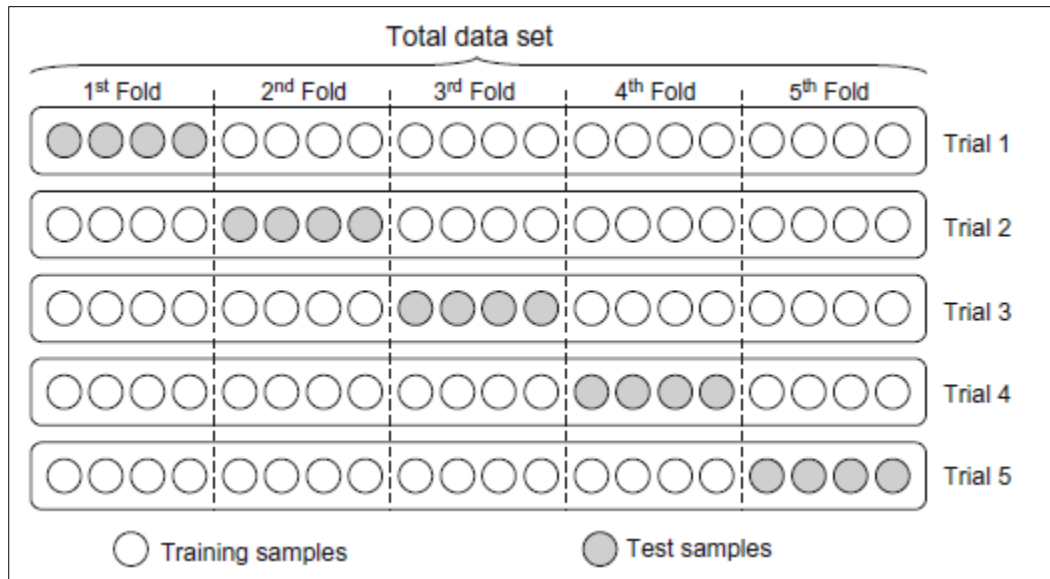 Total data set
1st Fold 2nd Fold 3rd Fold 4th Fold 5th Fold
Trial 1
Trial 2
Trial 3
Trial 4
Trial 5
Training samples Test samples